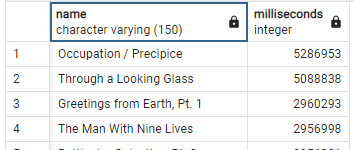 name milliseconds
character varying (150) integer
1 Occupation / Precipice 5286953
2 Through a Looking Glass 5088838
3 Greetings from Earth, Pt. 1 2960293
4 The Man With Nine Lives 2956998